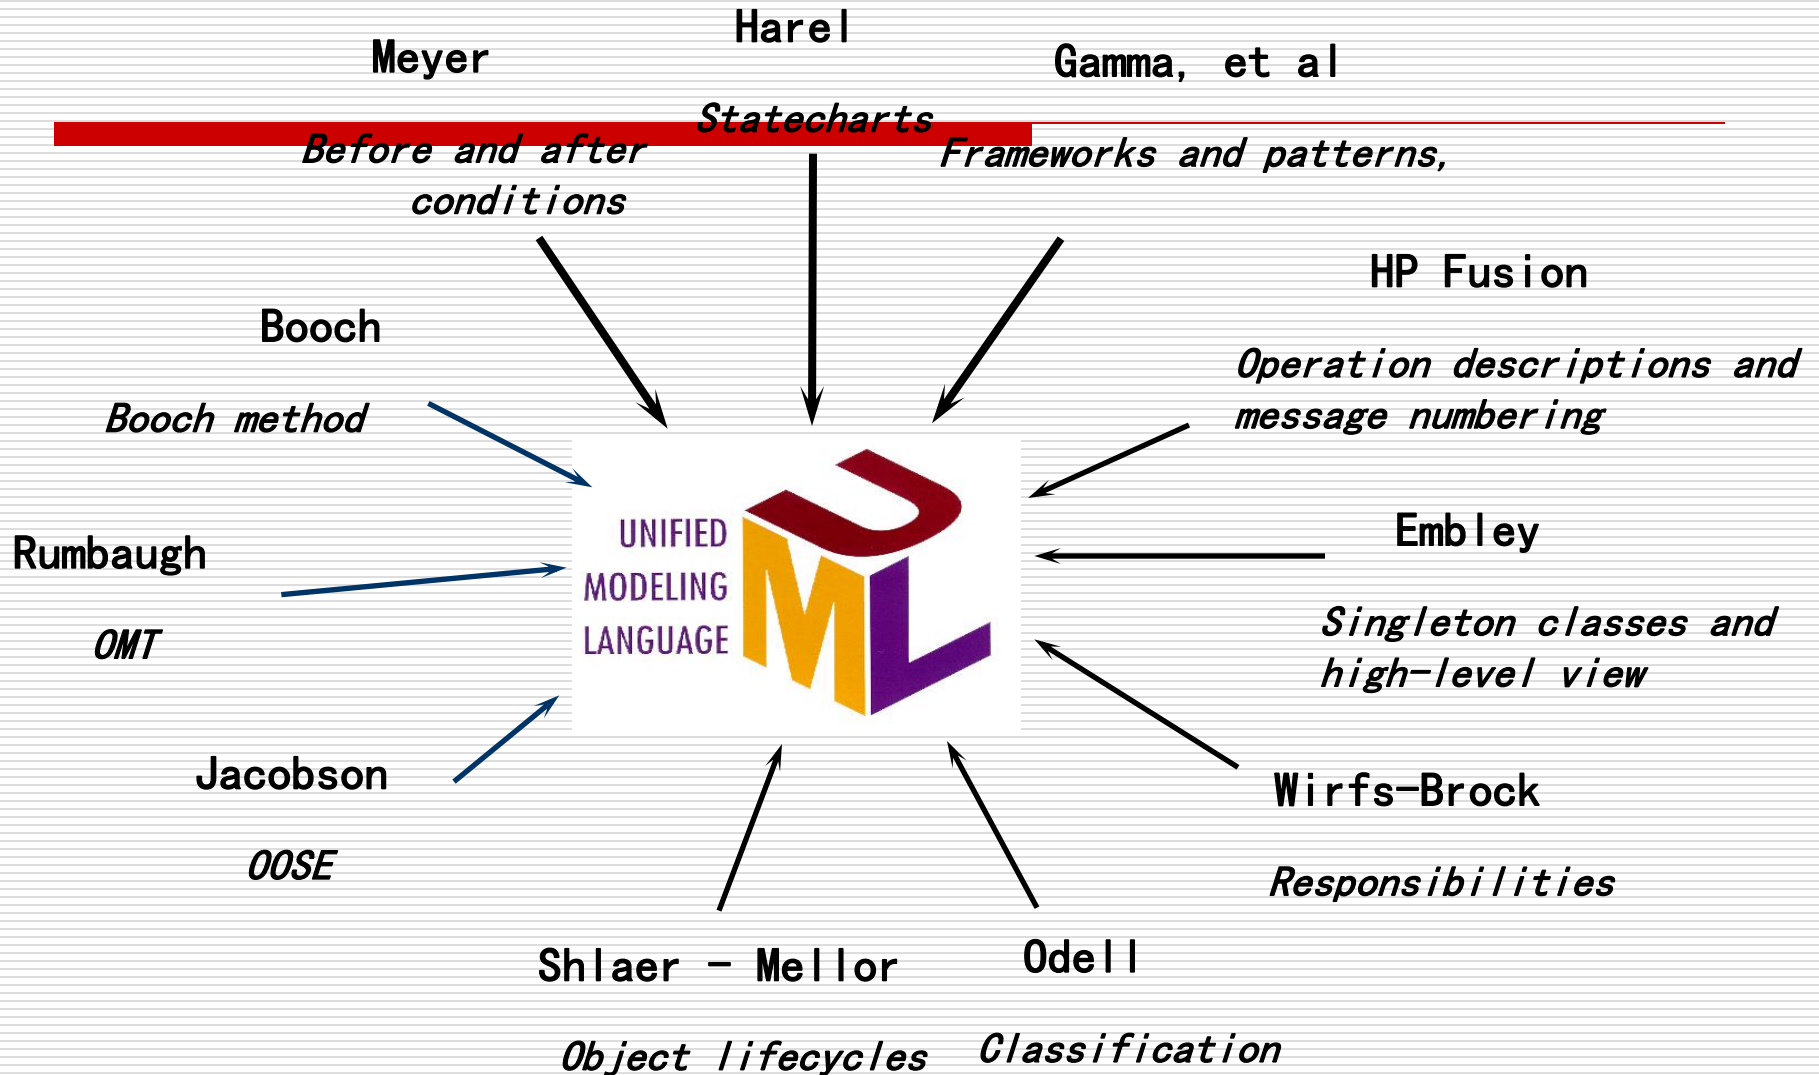 Harel
Meyer
Gamma, et al
Statecharts
Before and after
conditions
Frameworks and patterns,
HP Fusion
Booch
Operation descriptions and
message numbering
Booch method
UNIFIED
MODELING
LANGUAGE
UML
Embley
Rumbaugh
Singleton classes and
high-level view
OMT
Jacobson
Wirfs-Brock
OOSE
Responsibilities
Shlaer - Mellor
Odell
Object lifecycles
Classification